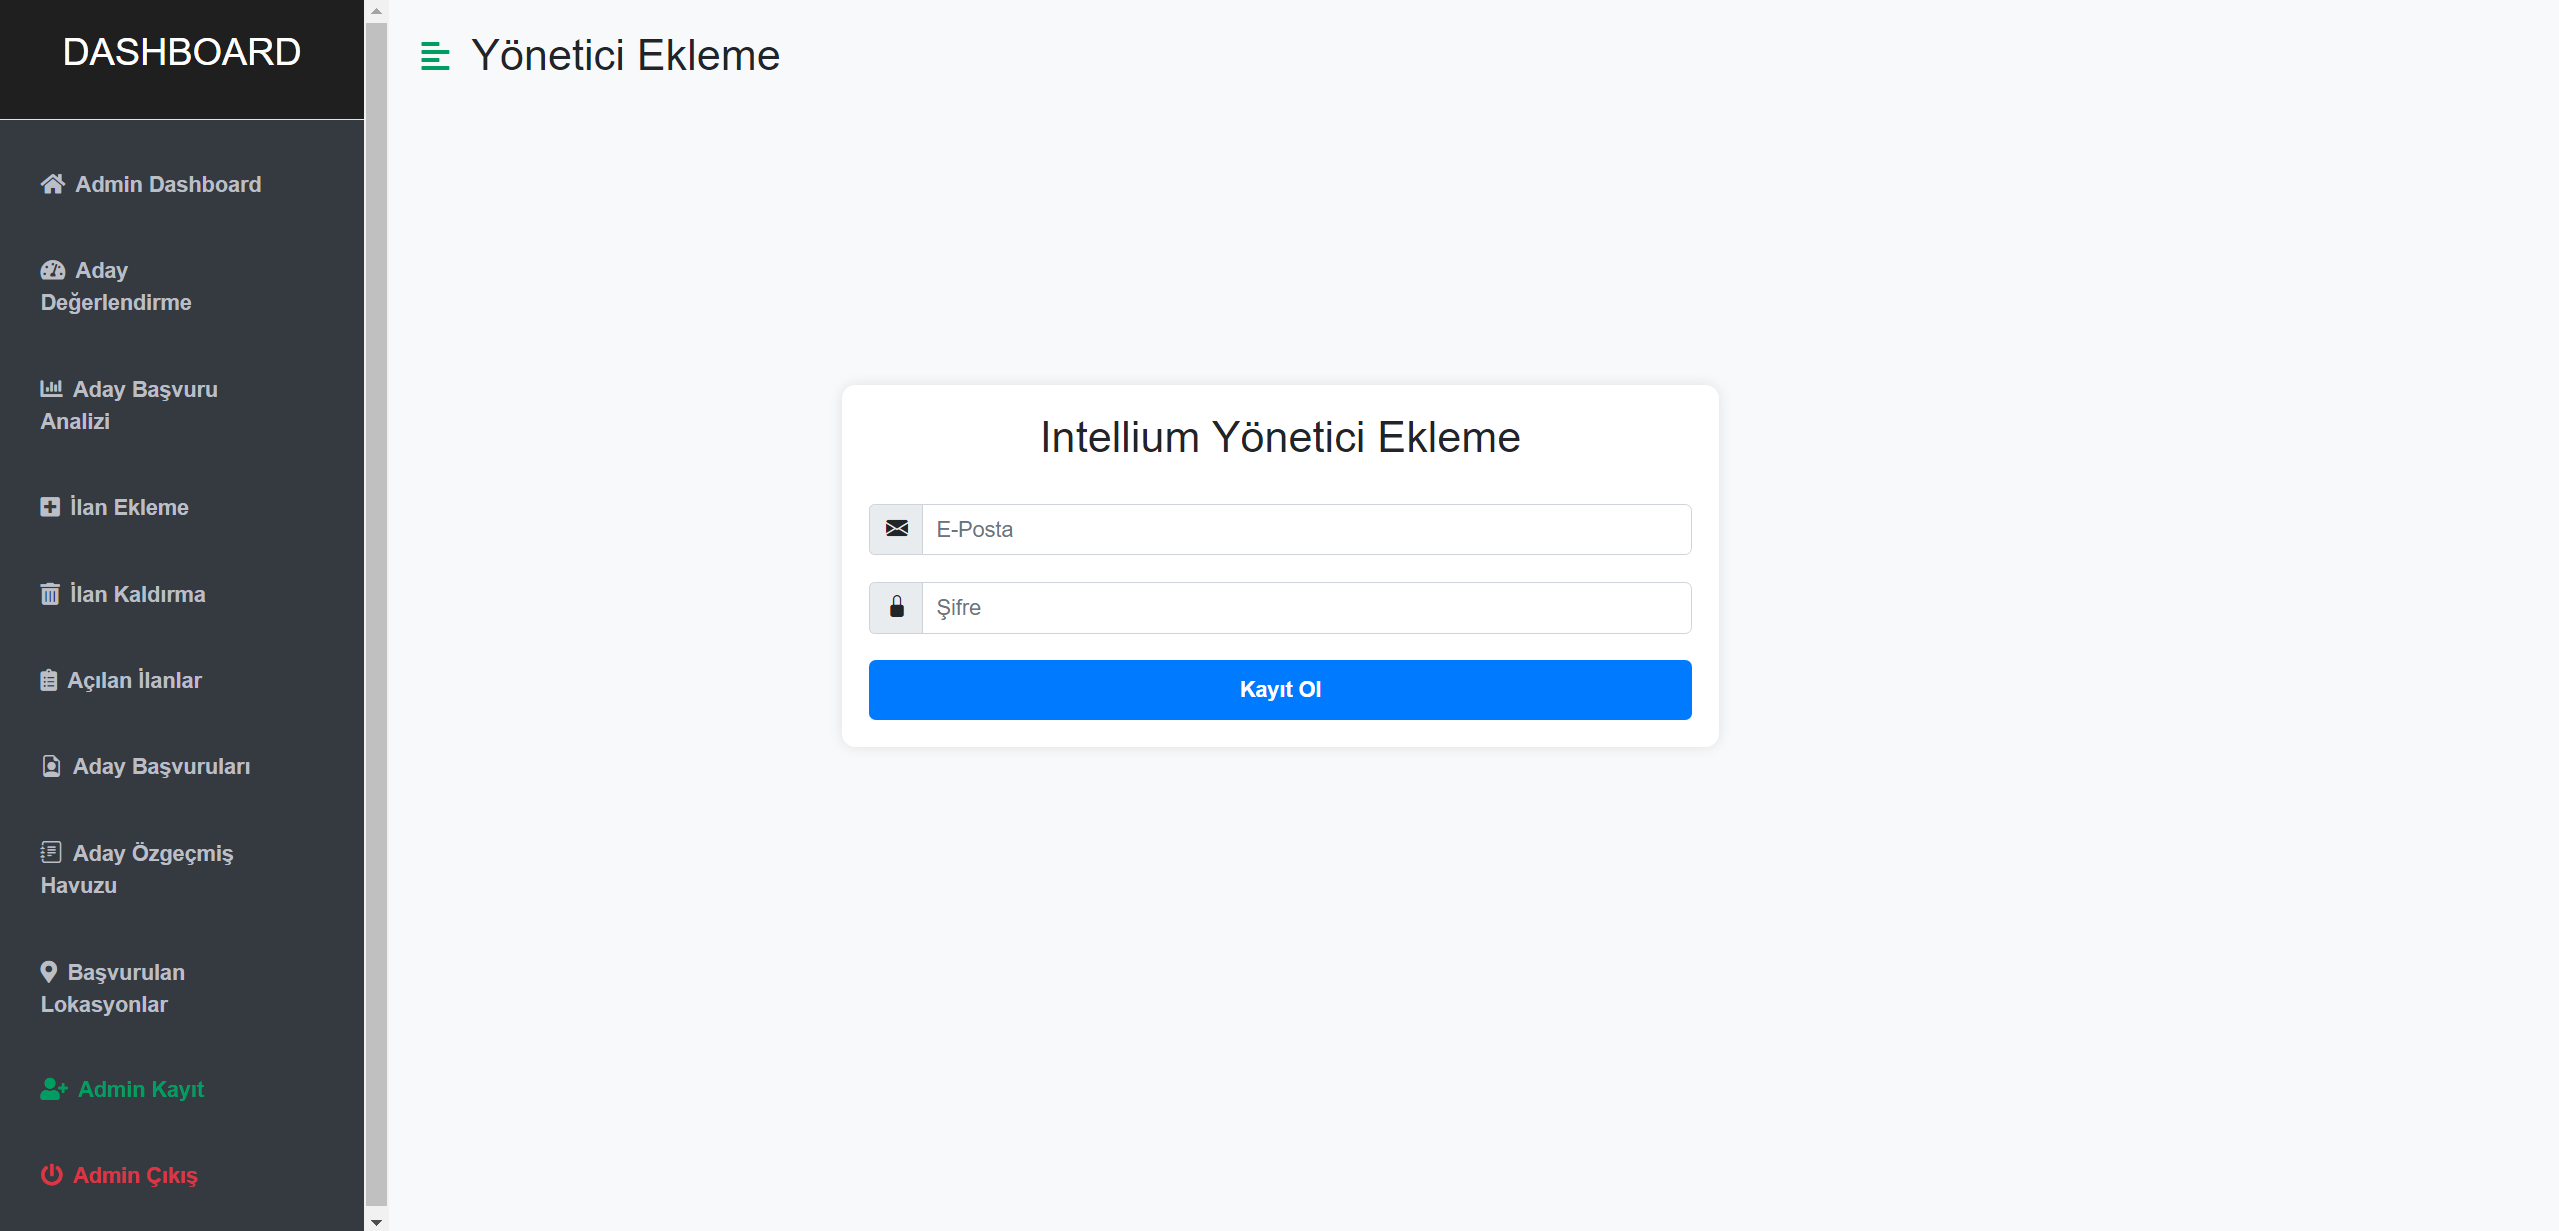 DASHBOARD
Admin Dashboard
Aday
Değerlendirme
Aday Başvuru
Analizi
İlan Ekleme
İlan Kaldırma
Açılan İlanlar
Aday Başvuruları
Aday Özgeçmiş
Havuzu
Başvurulan
Lokasyonlar
Admin Kayıt
Admin Çıkış
Yönetici Ekleme
Intellium Yönetici Ekleme
E-Posta
Şifre
Kayıt Ol